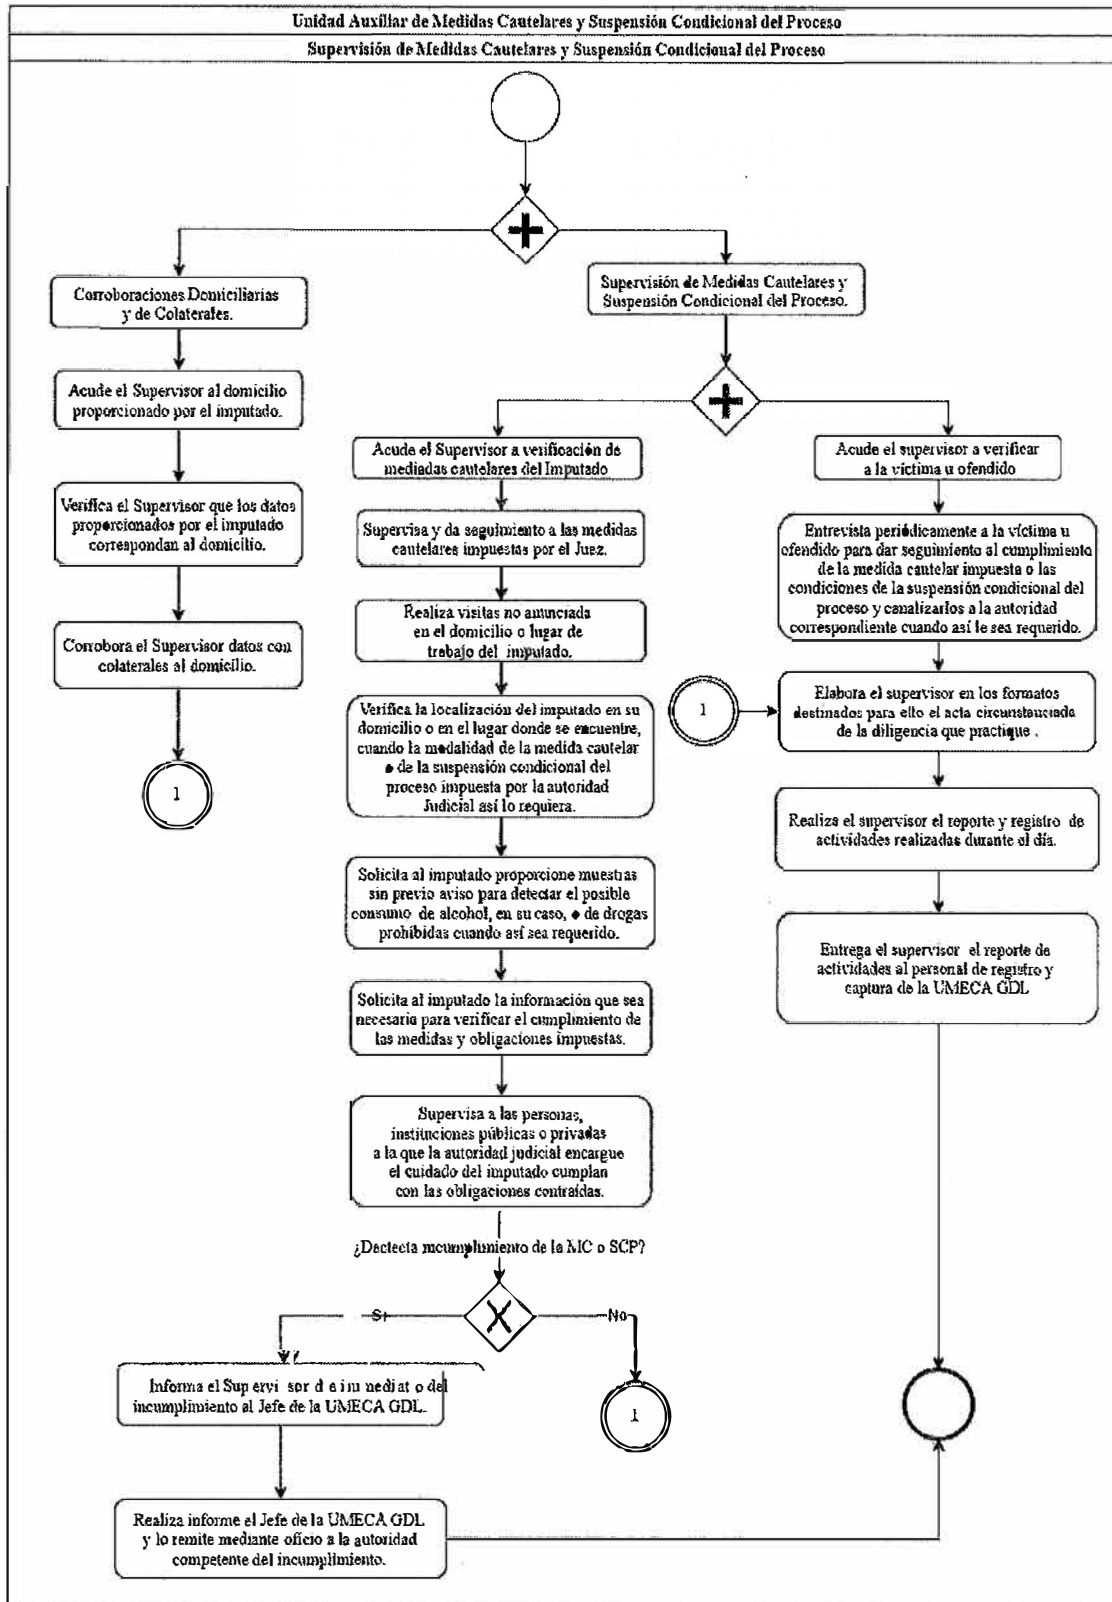 Unidad Auxiliar de Medidas Cautelares y Suspensión Condicional del Proceso
Supervisión de Medidas Cautelares y Suspensión Condicional del Proceso
Corroboraciones Domiciliarias
y de Colaterales.
Acude el Supervisor al domicilio
proporcionado por el imputado.
Verifica el Supervisor que los datos
proporcionados por el imputado
correspondan al domicilio.
Corrobora el Supervisor datos con
colaterales al domicilio.
1
Supervisión de Medidas Cautelares y
Suspensión Condicional del Proceso.
Acude el Supervisor a verificación de
mediadas cautelares del Imputado
Supervisa y da seguimiento a las medidas
cautelares impuestas por el Juez.
Realiza visitas no anunciada
en el domicilio o lugar de
trabajo del imputado.
Verifica la localización del imputado en su
domicilio o en el lugar donde se encuentre,
cuando la modalidad de la medida cautelar
o de la suspensión condicional del
proceso impuesta por la autoridad
Judicial así lo requiera.
Solicita al imputado proporcione muestras
sin previo aviso para detectar el posible
consumo de alcohol, en su caso, o de drogas
prohibidas cuando así sea requerido.
Solicita al imputado la información que sea
necesaria para verificar el cumplimiento de
las medidas y obligaciones impuestas.
Supervisa a las personas,
instituciones públicas o privadas
a la que la autoridad judicial encargue
el cuidado del imputado cumplan
con las obligaciones contraídas.
¿Dectecta incumplimiento de la MC o SCP?
Si
No
Informa el Supervisor de inmediato del
incumplimiento al Jefe de la UMECA GDL.
1
Realiza informe el Jefe de la UMECA GDL
y lo remite mediante oficio a la autoridad
competente del incumplimiento.
Acude el supervisor a verificar
a la víctima u ofendido
Entrevista periódicamente a la víctima u
ofendido para dar seguimiento al cumplimiento
de la medida cautelar impuesta o las
condiciones de la suspensión condicional del
proceso y canalizarlos a la autoridad
correspondiente cuando así le sea requerido.
1
Elabora el supervisor en los formatos
destinados para ello el acta circunstanciada
de la diligencia que practique .
Realiza el supervisor el reporte y registro de
actividades realizadas durante el día.
Entrega el supervisor el reporte de
actividades al personal de registro y
captura de la UMECA GDL